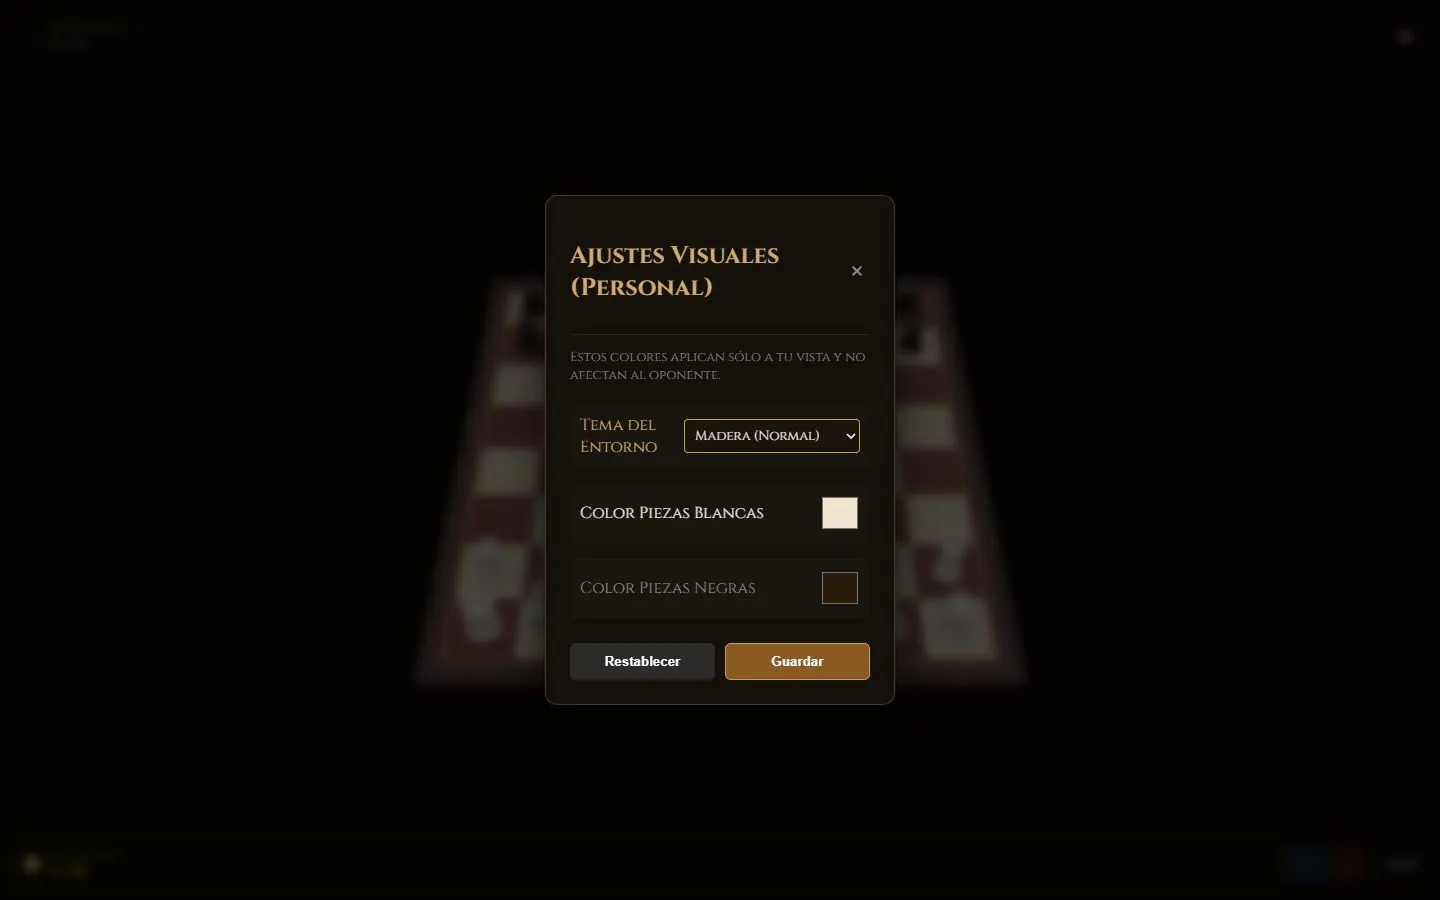 Ajustes Visuales
(Personal)
×
Estos colores aplican sólo a tu vista y no
afectan al oponente.
Tema del
Entorno
Madera (Normal)
Color Piezas Blancas
Color Piezas Negras
Restablecer
Guardar